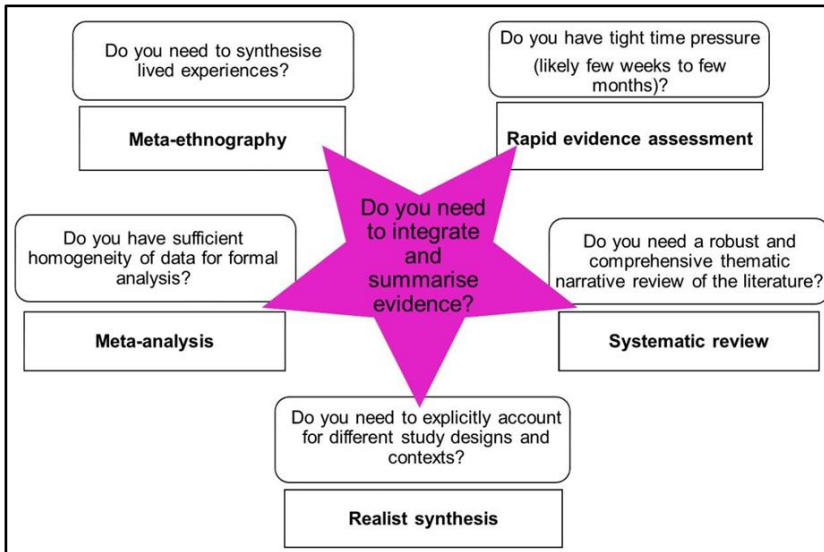 Do you need to synthesise
lived experiences?
Meta-ethnography
Do you have tight time pressure
(likely few weeks to few
months)?
Rapid evidence assessment
Do you need
to integrate
and
summarise
evidence?
Do you have sufficient
homogeneity of data for formal
analysis?
Meta-analysis
Do you need a robust and
comprehensive thematic
narrative review of the literature?
Systematic review
Do you need to explicitly account
for different study designs and
contexts?
Realist synthesis